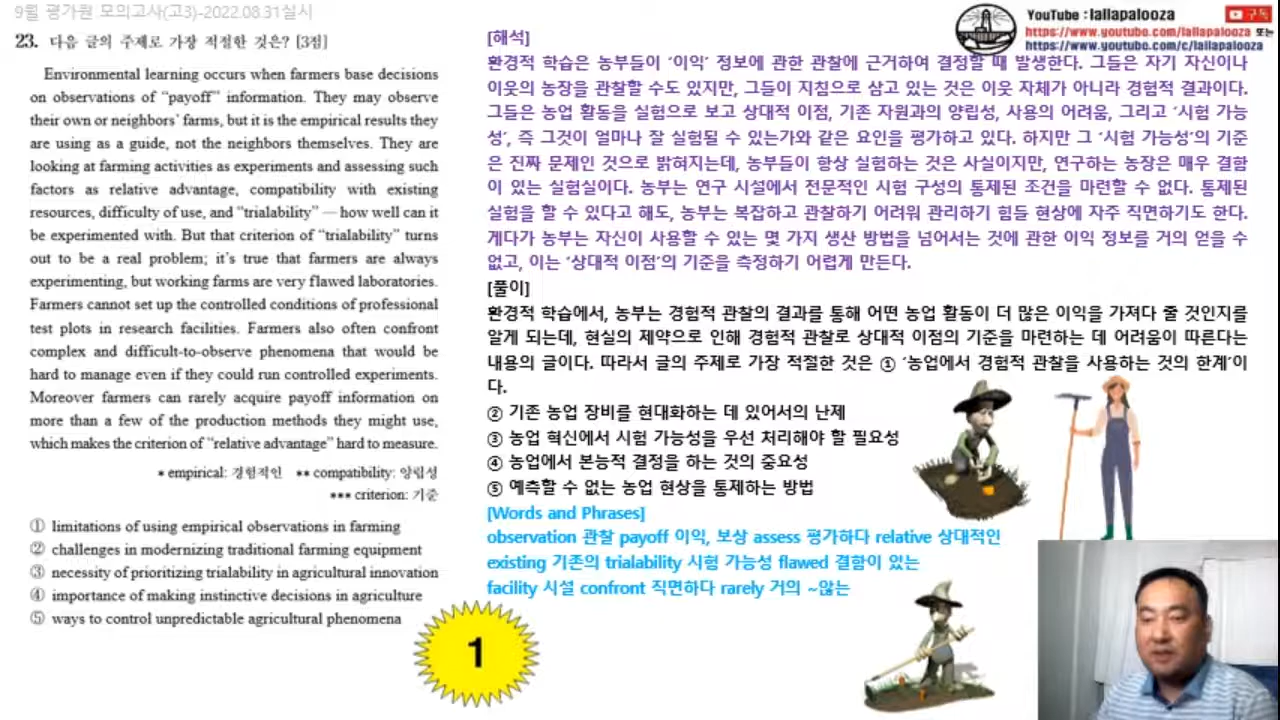 9월 평가원 모의고사(고3)-2022.08.31실시
23. 다음 글의 주제로 가장 적절한 것은? [3점]
Environmental learning occurs when farmers base decisions
on observations of “payoff” information. They may observe
their own or neighbors’ farms, but it is the empirical results they
are using as a guide, not the neighbors themselves. They are
looking at farming activities as experiments and assessing such
factors as relative advantage, compatibility with existing
resources, difficulty of use, and “trialability” — how well can it
be experimented with. But that criterion of “trialability” turns
out to be a real problem; it’s true that farmers are always
experimenting, but working farms are very flawed laboratories.
Farmers cannot set up the controlled conditions of professional
test plots in research facilities. Farmers also often confront
complex and difficult-to-observe phenomena that would be
hard to manage even if they could run controlled experiments.
Moreover farmers can rarely acquire payoff information on
more than a few of the production methods they might use,
which makes the criterion of “relative advantage” hard to measure.
* empirical: 경험적인 ** compatibility: 양립성
*** criterion: 기준
① limitations of using empirical observations in farming
② challenges in modernizing traditional farming equipment
③ necessity of prioritizing trialability in agricultural innovation
④ importance of making instinctive decisions in agriculture
⑤ ways to control unpredictable agricultural phenomena
1
YouTube : lallapalooza
구독
https://www.youtube.com/lallapalooza 또는
https://www.youtube.com/c/lallapalooza
[해석]
환경적 학습은 농부들이 ‘이익’ 정보에 관한 관찰에 근거하여 결정할 때 발생한다. 그들은 자기 자신이나
이웃의 농장을 관찰할 수도 있지만, 그들이 지침으로 삼고 있는 것은 이웃 자체가 아니라 경험적 결과이다.
그들은 농업 활동을 실험으로 보고 상대적 이점, 기존 자원과의 양립성, 사용의 어려움, 그리고 ‘시험 가능
성’, 즉 그것이 얼마나 잘 실험될 수 있는가와 같은 요인을 평가하고 있다. 하지만 그 ‘시험 가능성’의 기준
은 진짜 문제인 것으로 밝혀지는데, 농부들이 항상 실험하는 것은 사실이지만, 연구하는 농장은 매우 결함
이 있는 실험실이다. 농부는 연구 시설에서 전문적인 시험 구성의 통제된 조건을 마련할 수 없다. 통제된
실험을 할 수 있다고 해도, 농부는 복잡하고 관찰하기 어려워 관리하기 힘든 현상에 자주 직면하기도 한다.
게다가 농부는 자신이 사용할 수 있는 몇 가지 생산 방법을 넘어서는 것에 관한 이익 정보를 거의 얻을 수
없고, 이는 ‘상대적 이점’의 기준을 측정하기 어렵게 만든다.
[풀이]
환경적 학습에서, 농부는 경험적 관찰의 결과를 통해 어떤 농업 활동이 더 많은 이익을 가져다 줄 것인지를
알게 되는데, 현실의 제약으로 인해 경험적 관찰로 상대적 이점의 기준을 마련하는 데 어려움이 따른다는
내용의 글이다. 따라서 글의 주제로 가장 적절한 것은 ① ‘농업에서 경험적 관찰을 사용하는 것의 한계’이
다.
② 기존 농업 장비를 현대화하는 데 있어서의 난제
③ 농업 혁신에서 시험 가능성을 우선 처리해야 할 필요성
④ 농업에서 본능적 결정을 하는 것의 중요성
⑤ 예측할 수 없는 농업 현상을 통제하는 방법
[Words and Phrases]
observation 관찰 payoff 이익, 보상 assess 평가하다 relative 상대적인
existing 기존의 trialability 시험 가능성 flawed 결함이 있는
facility 시설 confront 직면하다 rarely 거의 ~않는